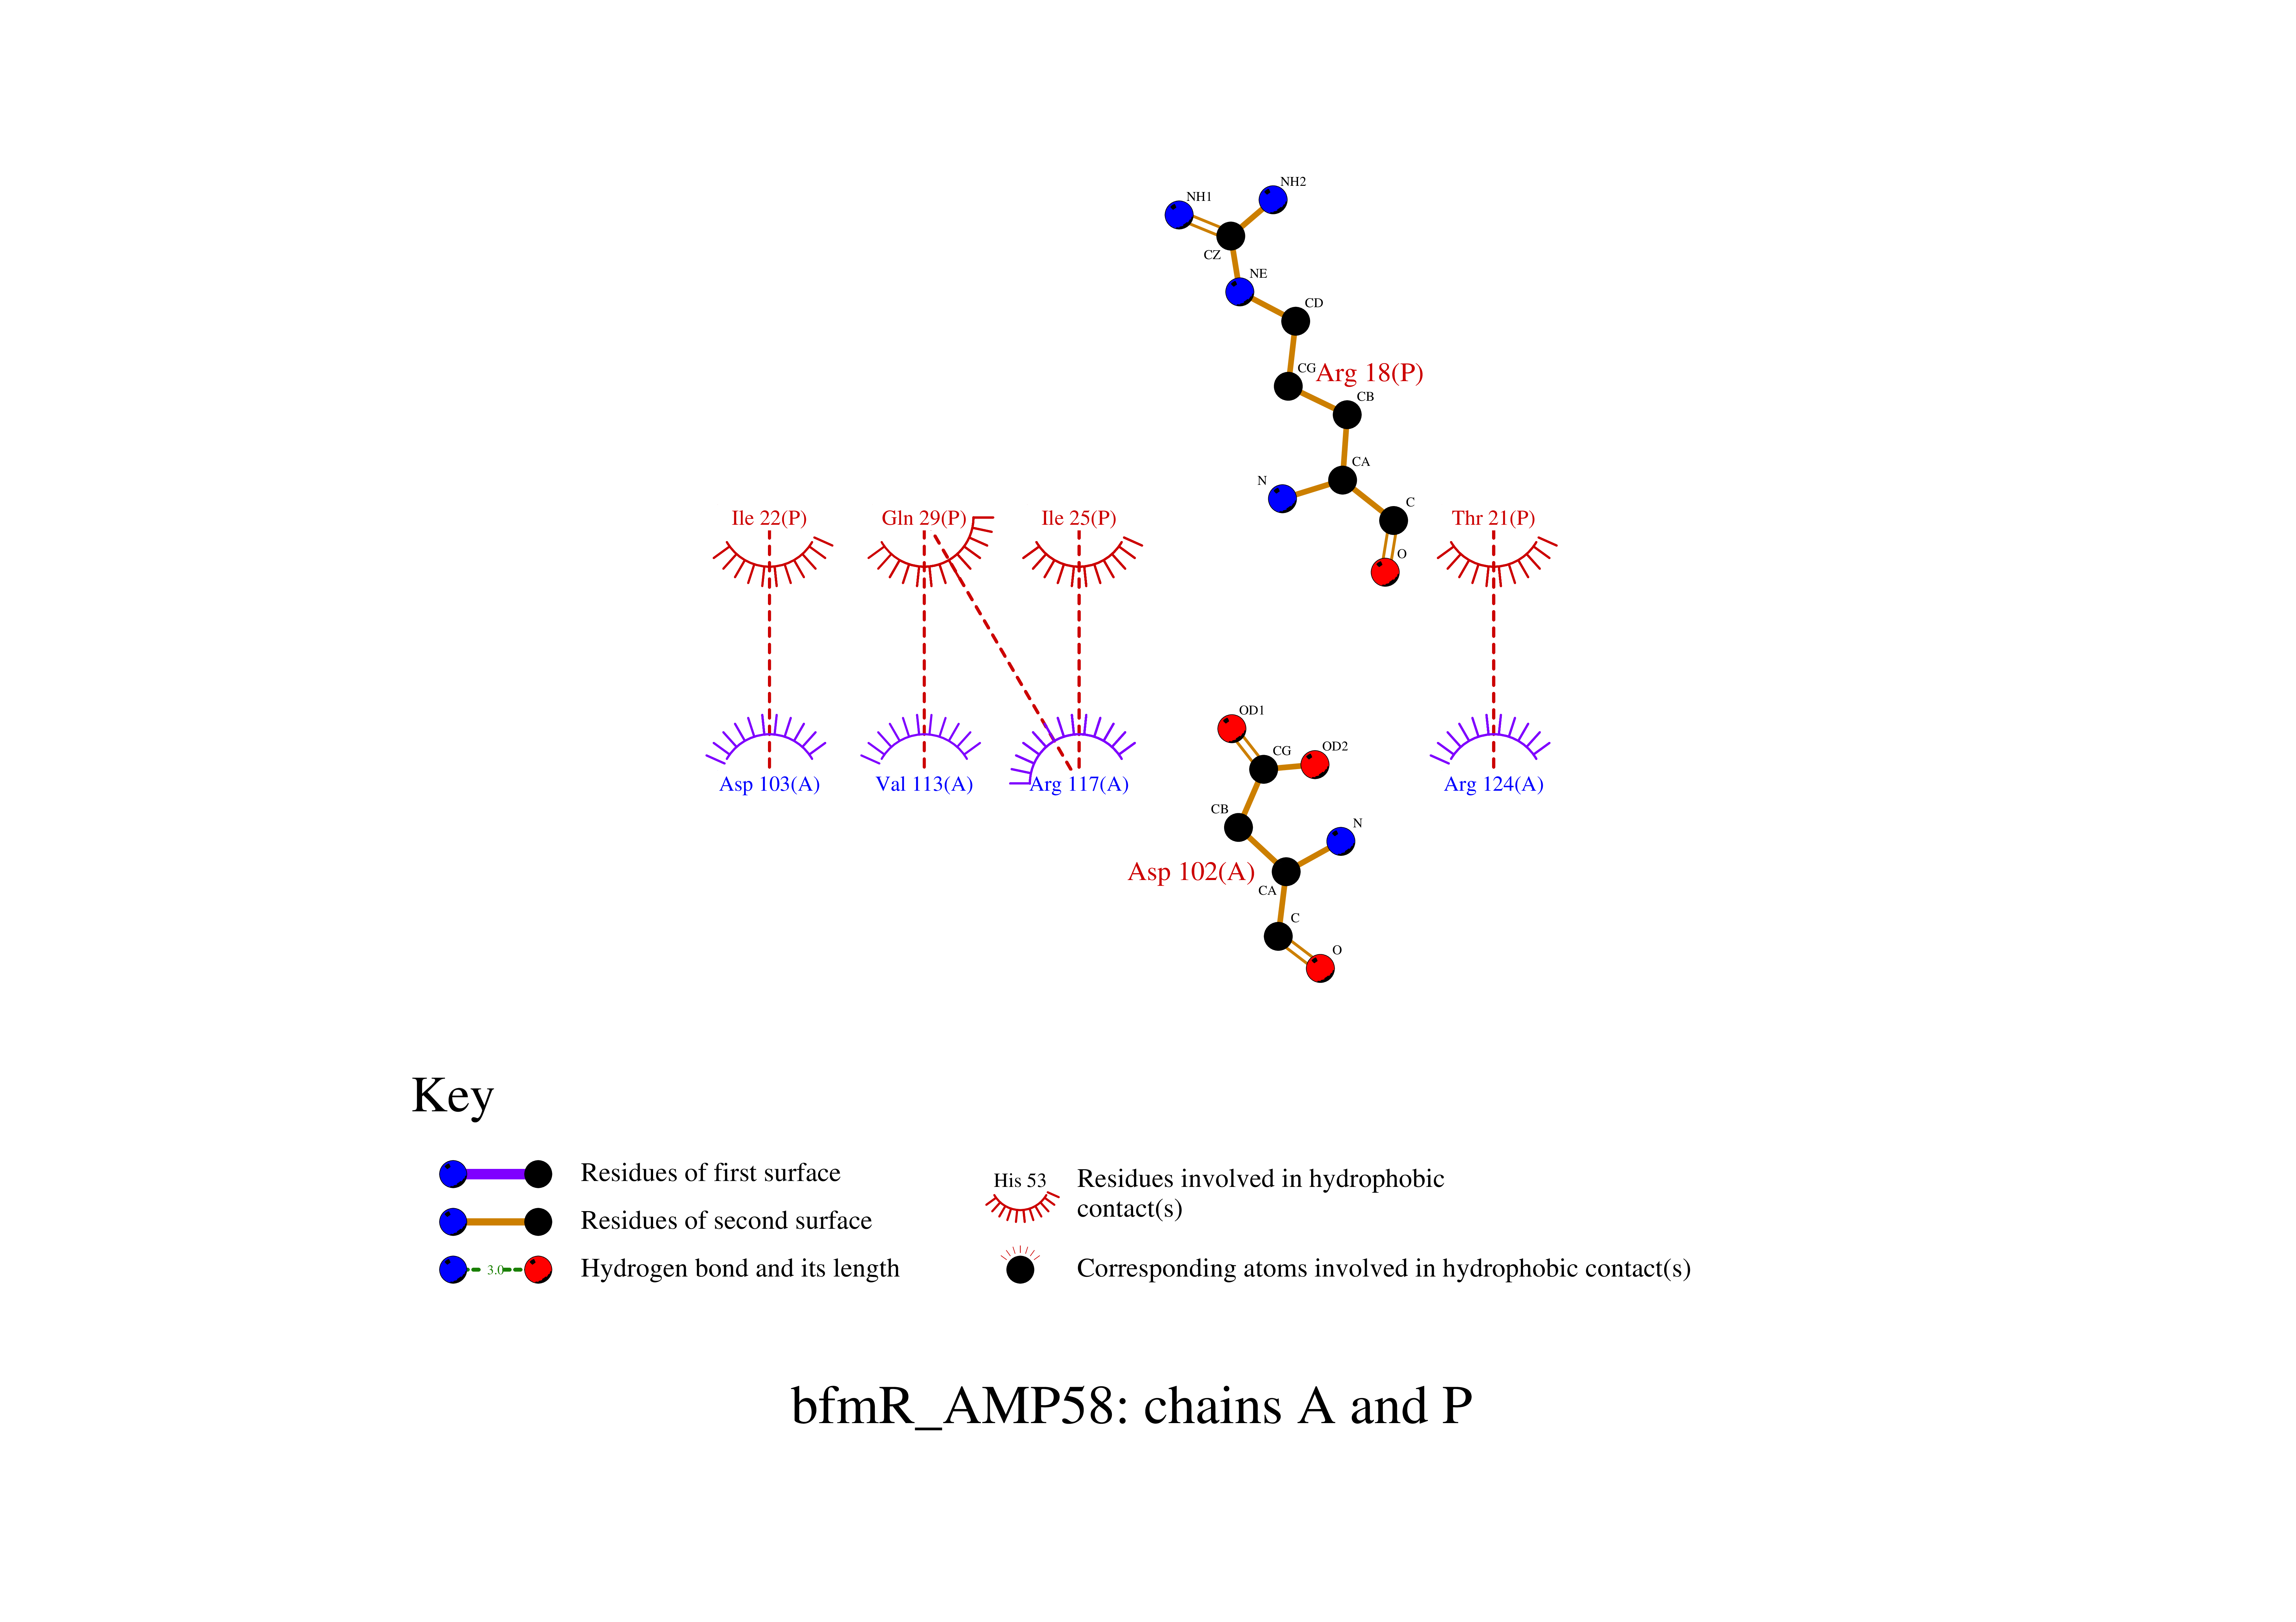 NH1
NH2
CZ
NE
CD
CG
Arg 18(P)
CB
CA
N
C
O
Ile 22(P)
Gln 29(P)
Ile 25(P)
Thr 21(P)
OD1
CG
OD2
Asp 103(A)
Val 113(A)
Arg 117(A)
Arg 124(A)
CB
N
Asp 102(A)
CA
C
O
Key
Residues of first surface
Residues of second surface
3.0
Hydrogen bond and its length
His 53
Residues involved in hydrophobic
contact(s)
Corresponding atoms involved in hydrophobic contact(s)
bfmR_AMP58: chains A and P